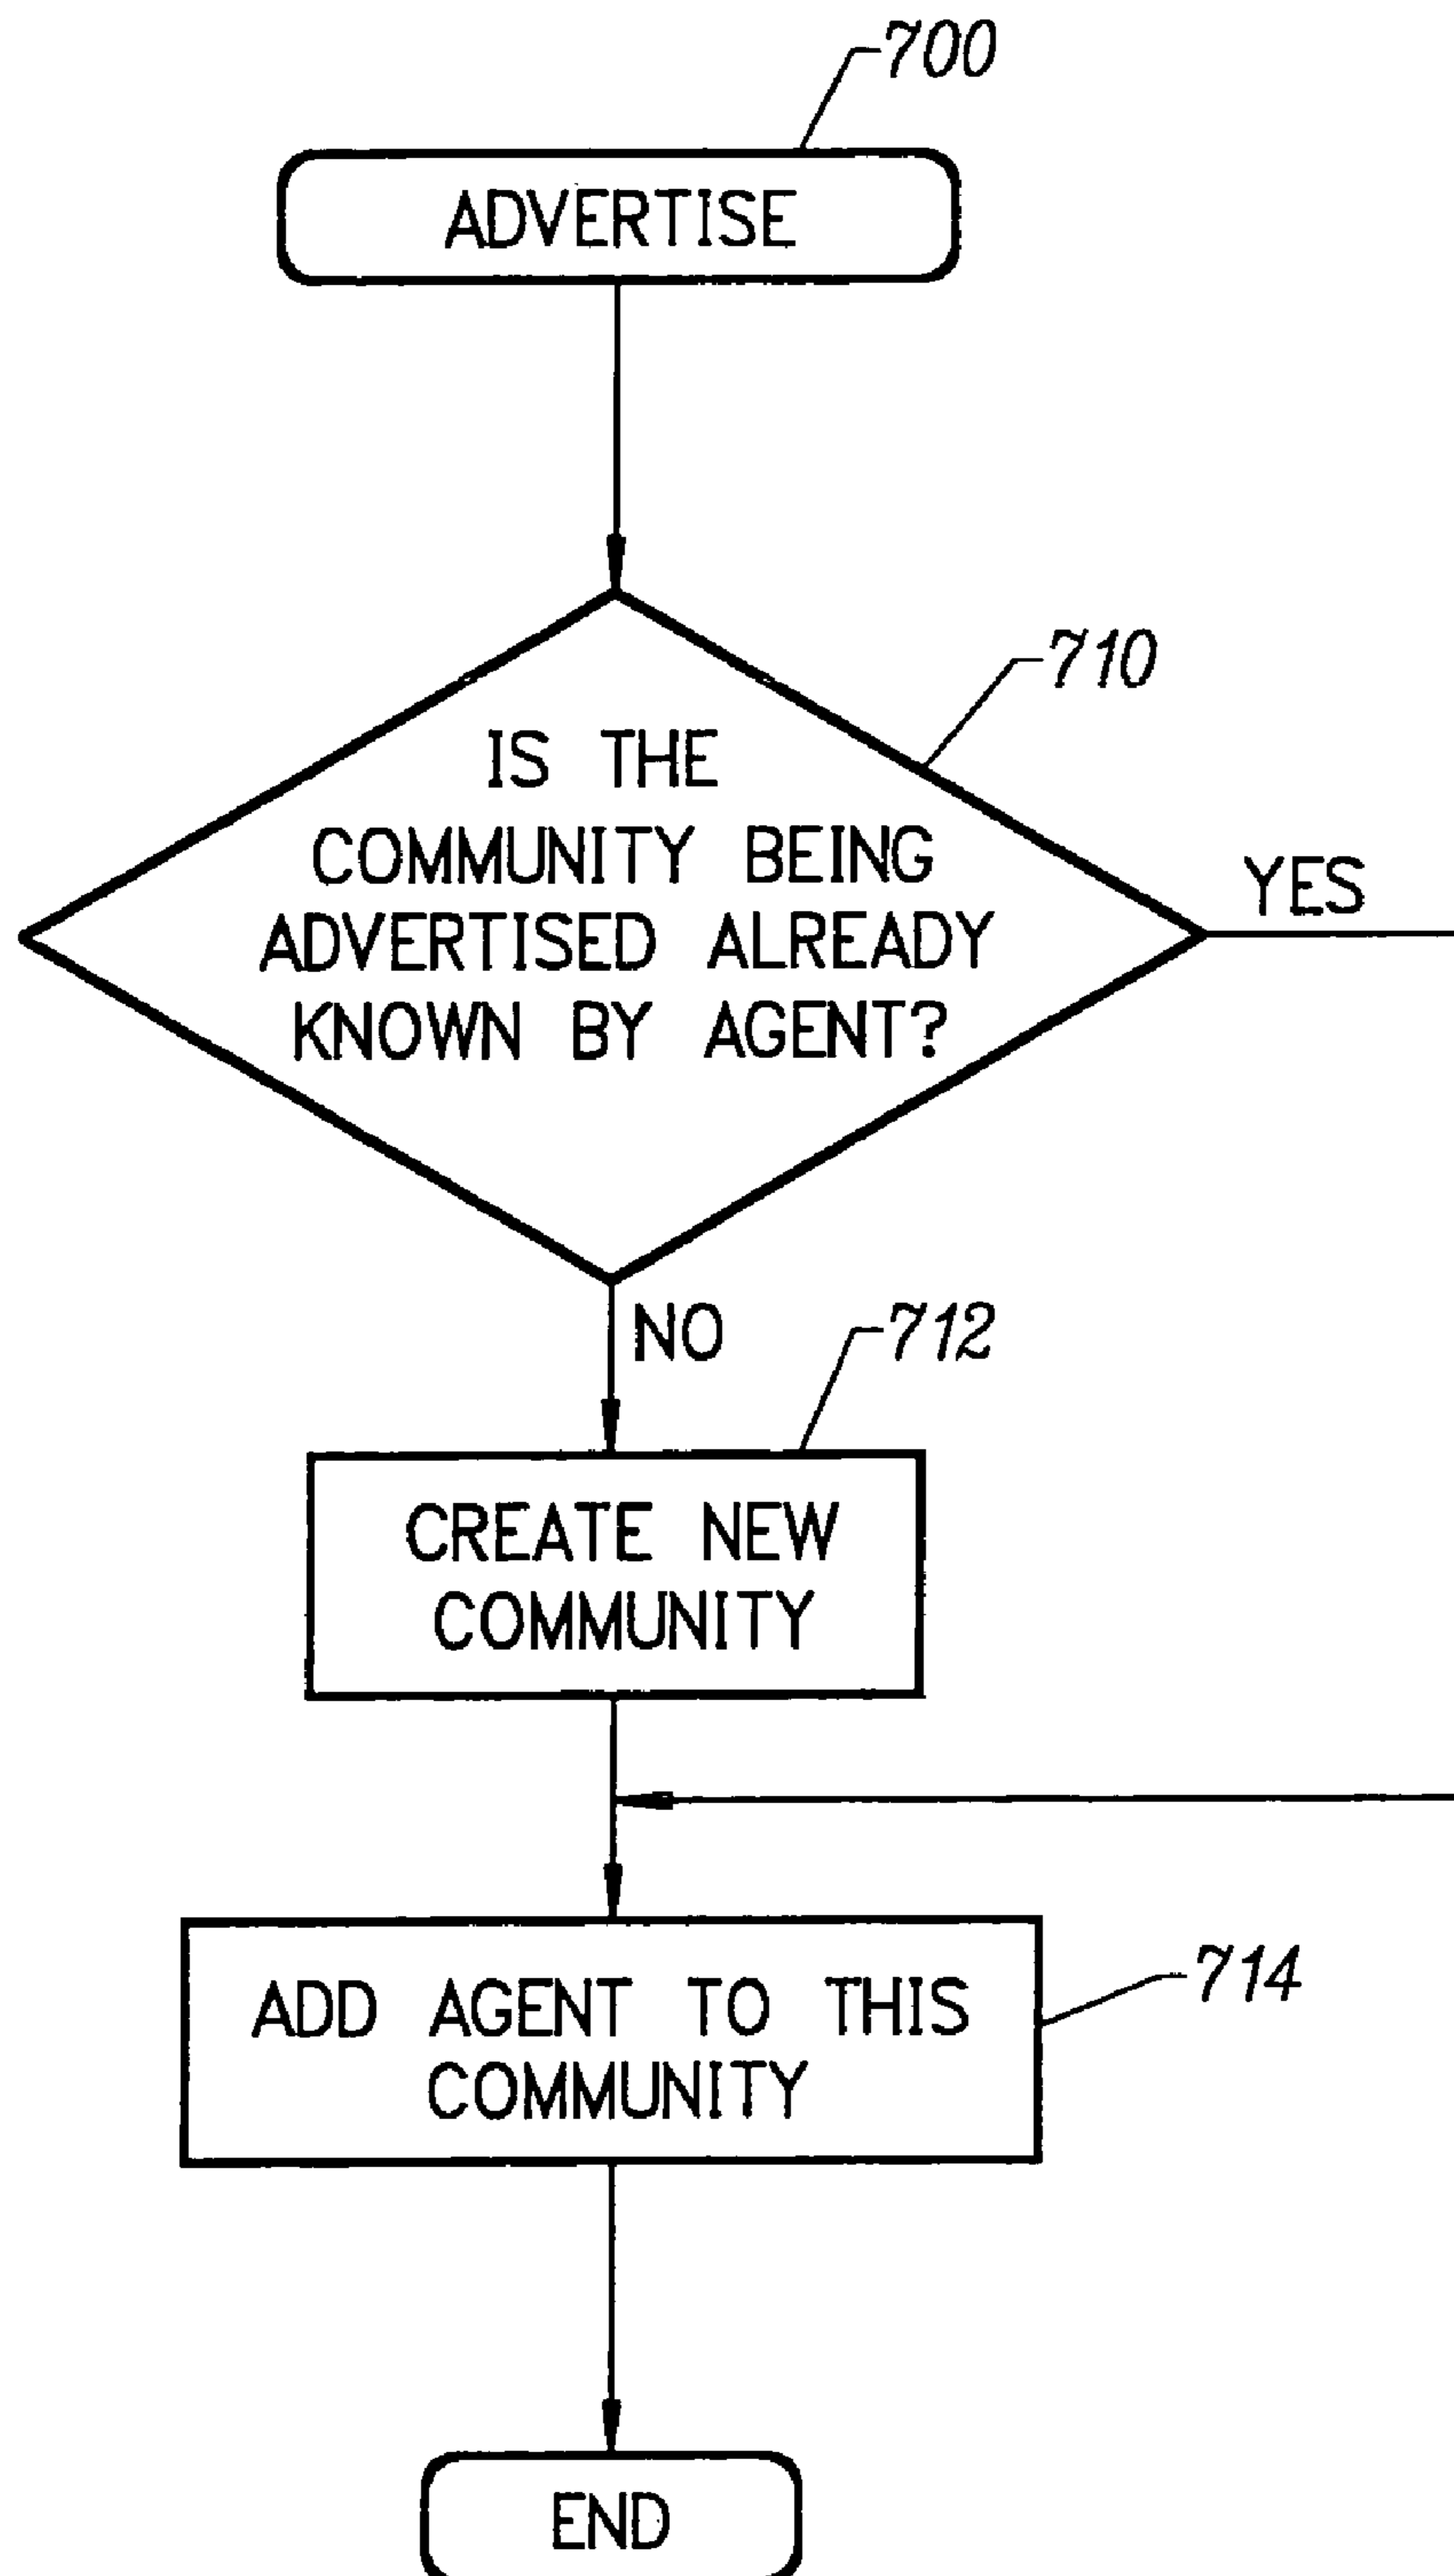 700
ADVERTISE
710
IS THE
COMMUNITY BEING
ADVERTISED ALREADY
KNOWN BY AGENT?
YES
NO
712
CREATE NEW
COMMUNITY
714
ADD AGENT TO THIS
COMMUNITY
END